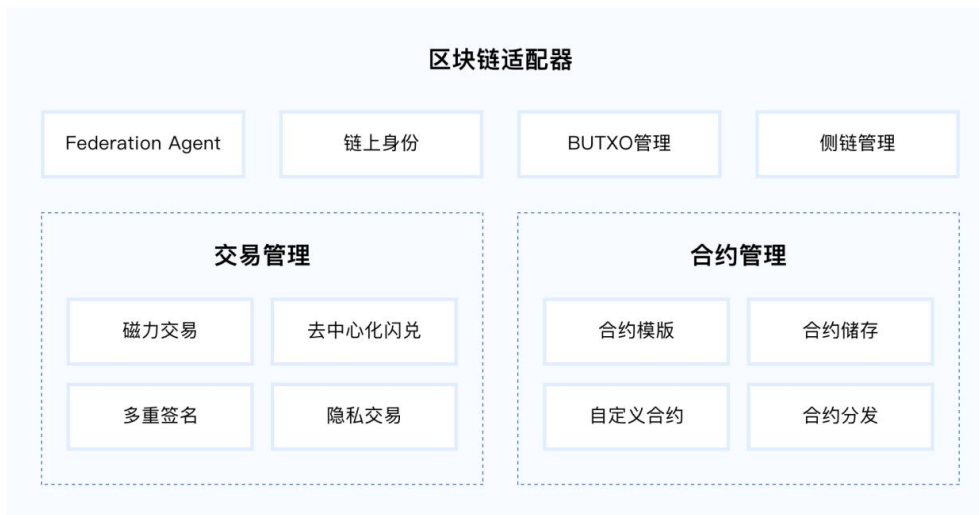 区块链适配器
Federation Agent
链上身份
BUTXO管理
侧链管理
交易管理
磁力交易
去中心化闪兑
多重签名
隐私交易
合约管理
合约模版
合约储存
自定义合约
合约分发